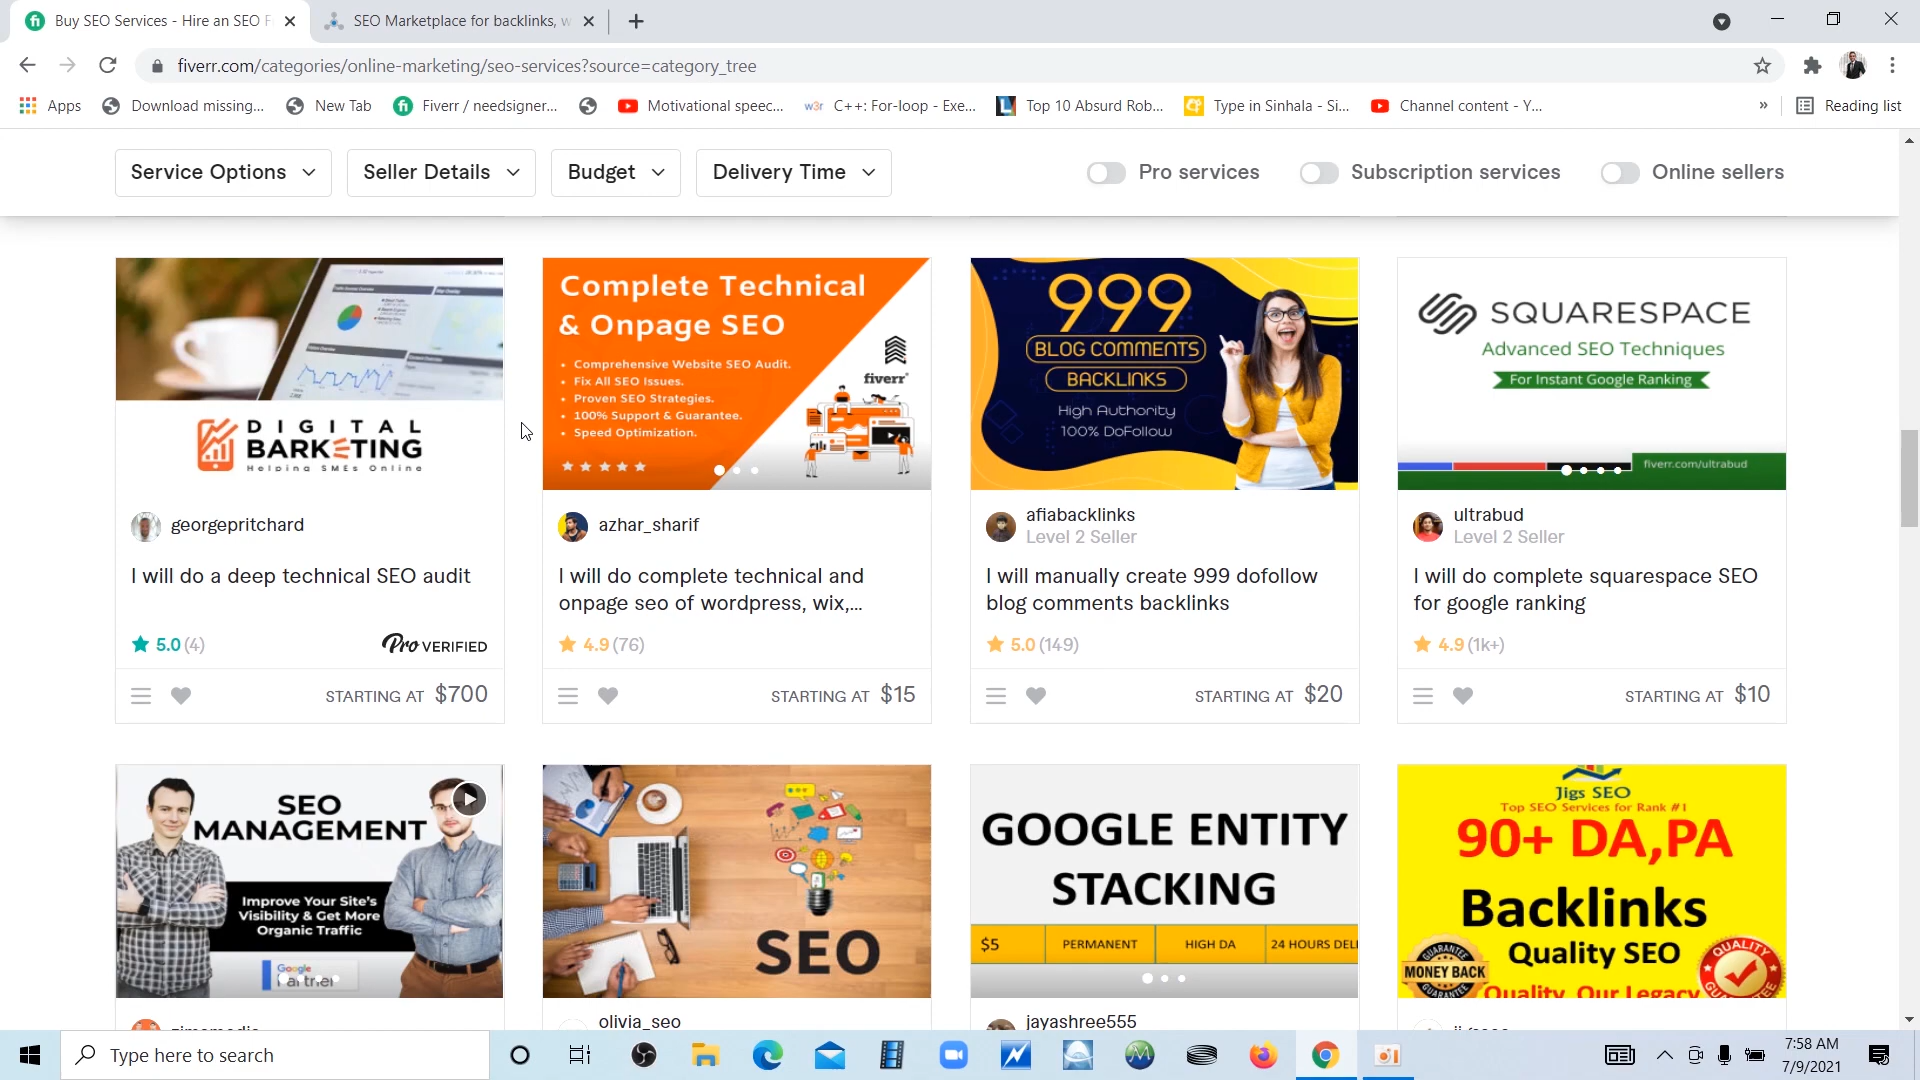 Buy SEO Services - Hire an SEO F
SEO Marketplace for backlinks, w
fiverr.com/categories/online-marketing/seo-services?source=category_tree
Apps
Download missing...
New Tab
Fiverr / needsigner...
Motivational speec...
w3r
C++: For-loop - Exe...
Top 10 Absurd Rob...
Type in Sinhala - Si...
Channel content - Y...
»
Reading list
Service Options
Seller Details
Budget
Delivery Time
Pro services
Subscription services
Online sellers
DIGITAL
BARKETING
Helping SMEs Online
georgepritchard
I will do a deep technical SEO audit
5.0 (4)
Pro VERIFIED
STARTING AT $700
Complete Technical
& Onpage SEO
• Comprehensive Website SEO Audit.
• Fix All SEO Issues.
• Proven SEO Strategies.
• 100% Support & Guarantee.
• Speed Optimization.
fiverr
azhar_sharif
I will do complete technical and
onpage seo of wordpress, wix,...
4.9 (76)
STARTING AT $15
999
BLOG COMMENTS
BACKLINKS
High Authority
100% DoFollow
afiabacklinks
Level 2 Seller
I will manually create 999 dofollow
blog comments backlinks
5.0 (149)
STARTING AT $20
SQUARESPACE
Advanced SEO Techniques
For Instant Google Ranking
fiverr.com/ultrabud
ultrabud
Level 2 Seller
I will do complete squarespace SEO
for google ranking
4.9 (1k+)
STARTING AT $10
SEO
MANAGEMENT
Improve Your Site's
Visibility & Get More
Organic Traffic
Google
Partner
SEO
olivia_seo
GOOGLE ENTITY
STACKING
$5
PERMANENT
HIGH DA
24 HOURS DELI
jayashree555
Jigs SEO
Top SEO Services for Rank #1
90+ DA,PA
Backlinks
Quality SEO
GUARANTEE
MONEY BACK
GUARANTEE
QUALITY
Quality, Our Legacy
Type here to search
7:58 AM
7/9/2021